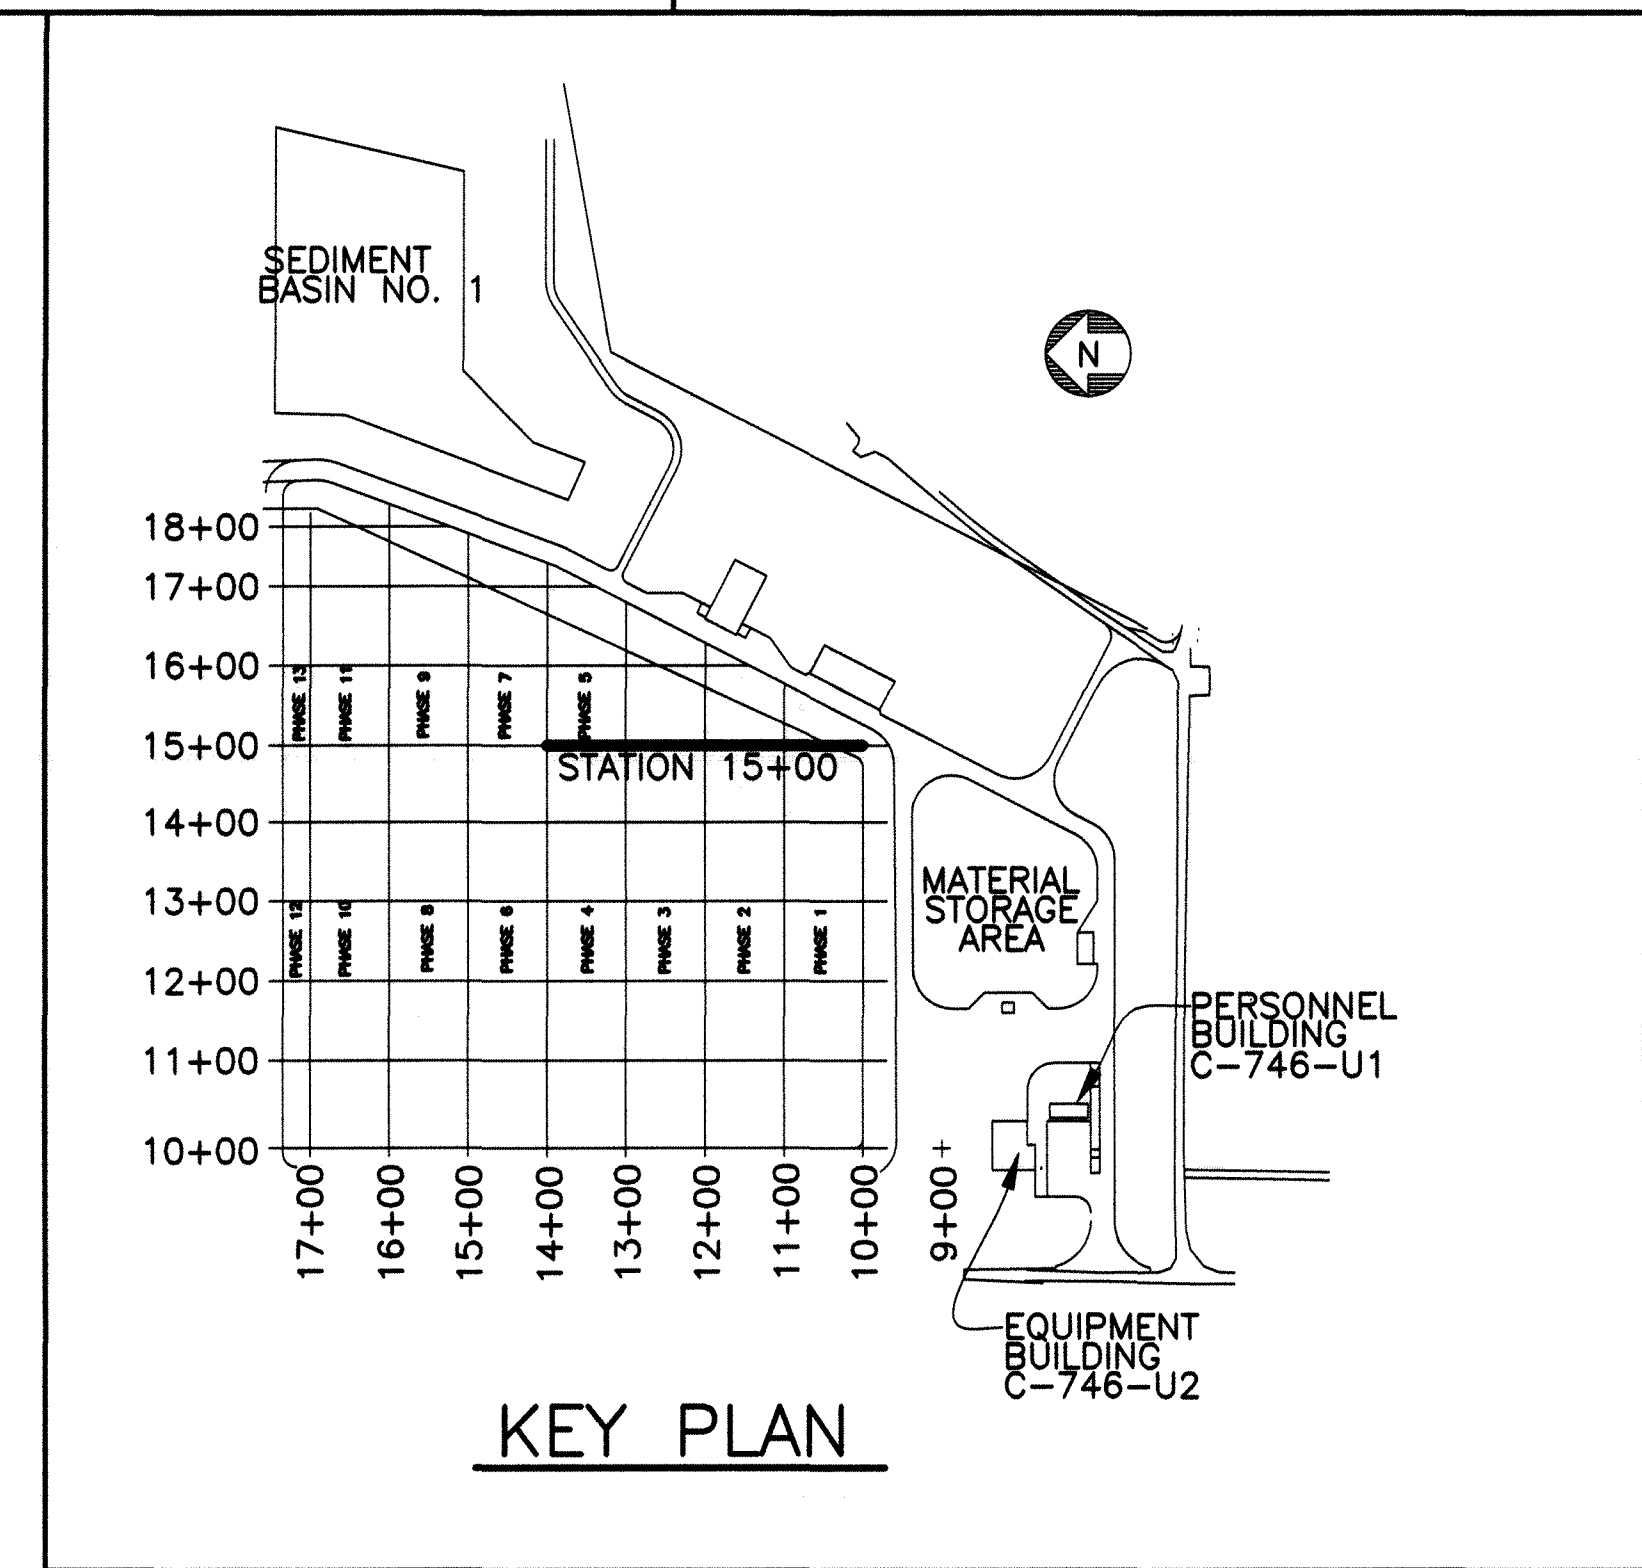 SEDIMENT
BASIN NO. 1
N
18+00
17+00
16+00
PHASE 13
PHASE 11
PHASE 9
PHASE 7
PHASE 5
15+00
STATION 15+00
14+00
MATERIAL
STORAGE
AREA
13+00
PHASE 12
PHASE 10
PHASE 8
PHASE 6
PHASE 4
PHASE 3
PHASE 2
PHASE 1
12+00
PERSONNEL
BUILDING
C-746-U1
11+00
10+00
17+00
16+00
15+00
14+00
13+00
12+00
11+00
10+00
9+00
EQUIPMENT
BUILDING
C-746-U2
KEY PLAN